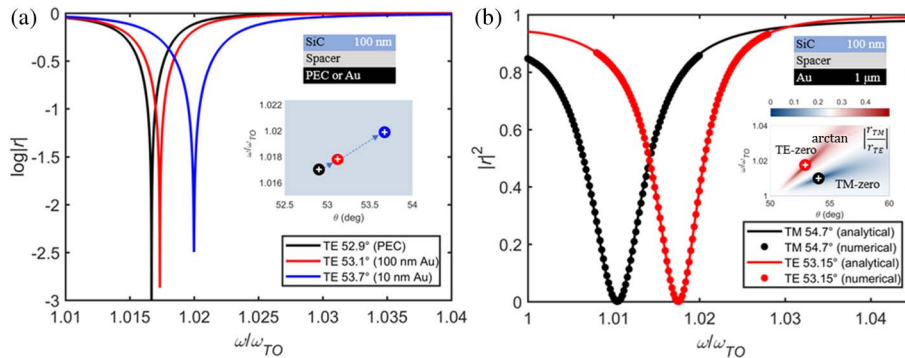 (a)
0
-0.5
-1
-1.5
-2
-2.5
-3
log|r|
1.01
1.015
1.02
1.025
1.03
1.035
1.04
ω/ω_TO
SiC 100 nm
Spacer
PEC or Au
1.022
1.02
1.018
1.016
ω/ω_TO
52.5
53
53.5
54
θ (deg)
TE 52.9° (PEC)
TE 53.1° (100 nm Au)
TE 53.7° (10 nm Au)
(b)
1
0.8
0.6
0.4
0.2
0
|r|²
1
1.01
1.02
1.03
1.04
ω/ω_TO
SiC 100 nm
Spacer
Au 1 μm
0
0.2
0.4
1.04
1.02
1
ω/ω_TO
TE-zero
arctan |r_TM/r_TE|
TM-zero
50
55
60
θ (deg)
TM 54.7° (analytical)
TM 54.7° (numerical)
TE 53.15° (analytical)
TE 53.15° (numerical)